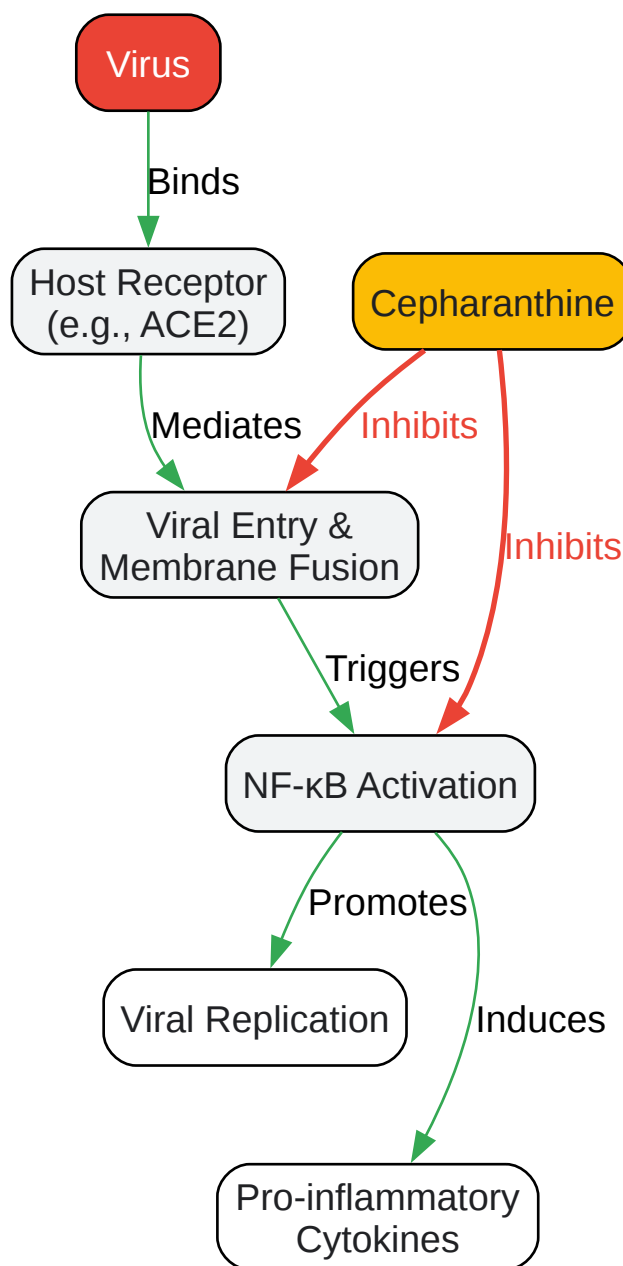 Virus
Binds
Host Receptor
(e.g., ACE2)
Cepharanthine
Mediates
Inhibits
Viral Entry &
Membrane Fusion
Inhibits
Triggers
NF-κB Activation
Promotes
Viral Replication
Induces
Pro-inflammatory
Cytokines